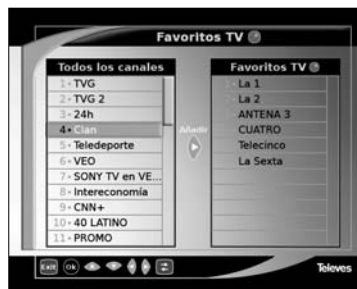 Favoritos TV
Todos los canales
1 TVG
2 TVG 2
3 24h
4 Clan
5 Teledeporte
6 VEO
7 SONY TV en VE...
8 Intereconomía
9 CNN+
10 40 LATINO
11 PROMO
Añadir
Favoritos TV
La 1
La 2
ANTENA 3
CUATRO
Telecinco
La Sexta
Exit Ok
Televes